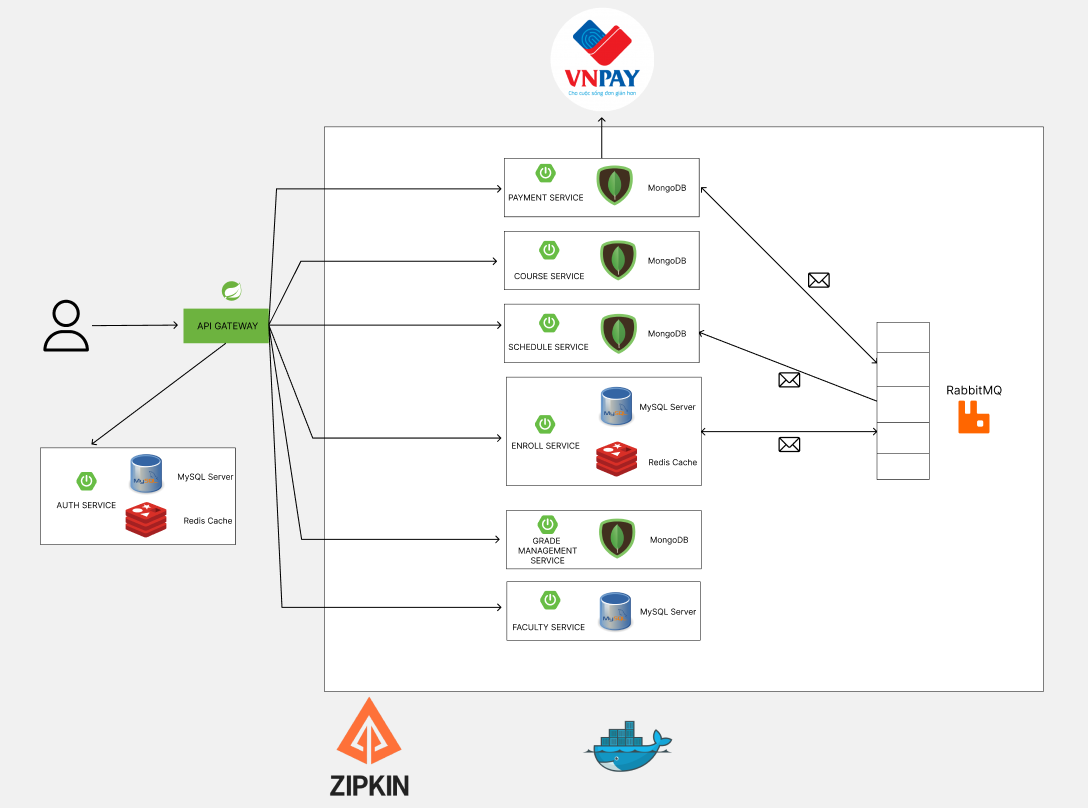 VNPAY
Cho cuộc sống đơn giản hơn
PAYMENT SERVICE
MongoDB
COURSE SERVICE
MongoDB
API GATEWAY
SCHEDULE SERVICE
MongoDB
MySQL Server
ENROLL SERVICE
Redis Cache
RabbitMQ
AUTH SERVICE
MySQL Server
Redis Cache
GRADE
MANAGEMENT
SERVICE
MongoDB
FACULTY SERVICE
MySQL Server
ZIPKIN